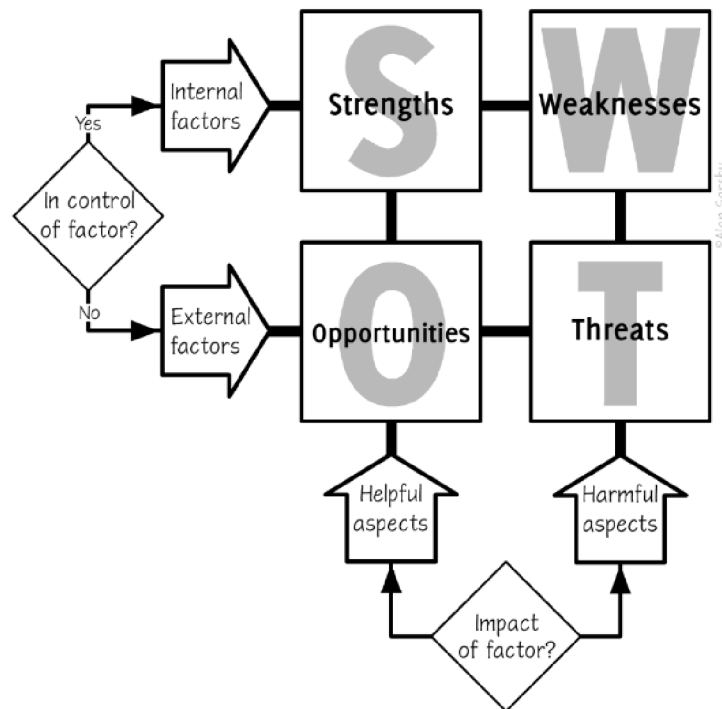 S
Strengths
W
Weaknesses
Internal
factors
Yes
In control
of factor?
No
External
factors
O
Opportunities
T
Threats
Helpful
aspects
Harmful
aspects
Impact
of factor?